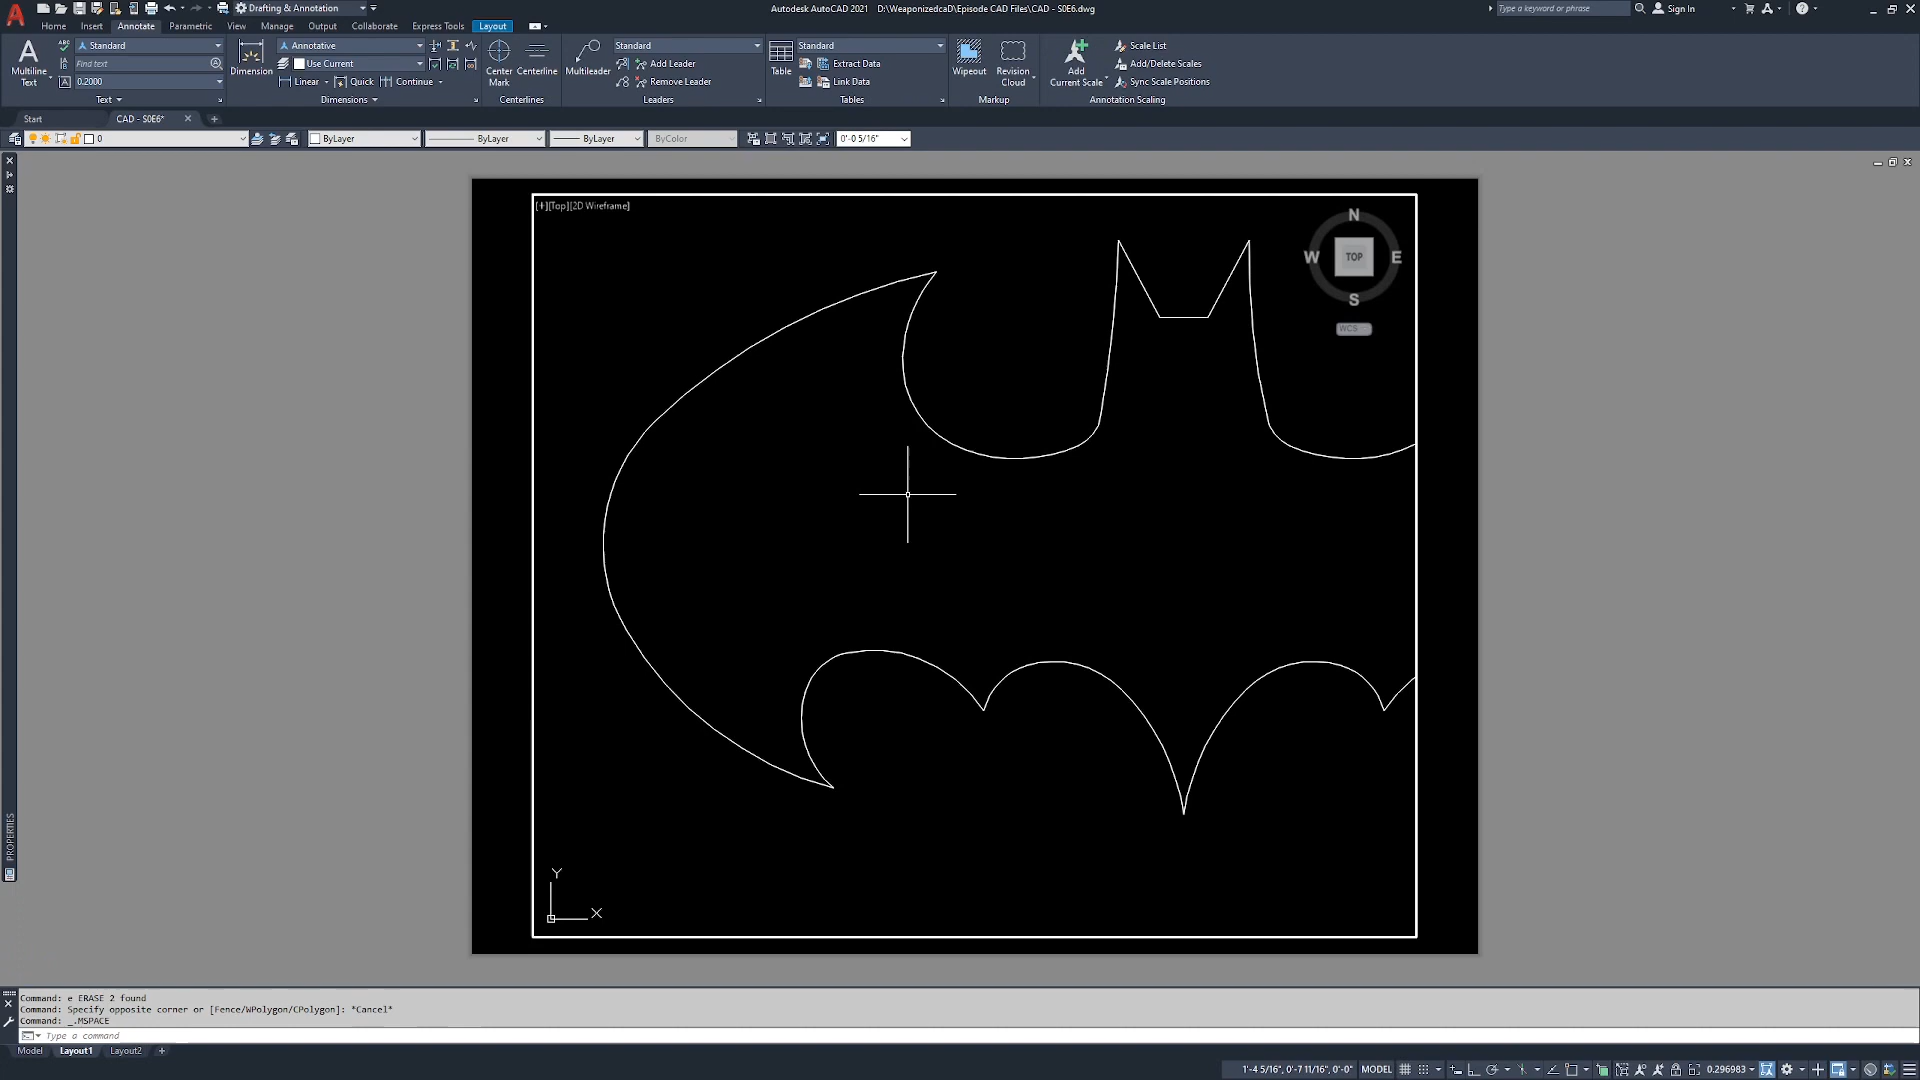 Drafting & Annotation
Autodesk AutoCAD 2021 D:\WeaponizedcaD\Episode CAD Files\CAD - S0E6.dwg
Type a keyword or phrase
Sign In
Home Insert Annotate Parametric View Manage Output Collaborate Express Tools Layout
Multiline Text
Standard
Find text
0.2000
Text
Dimension
Annotative
Use Current
Linear Quick Continue
Dimensions
Center Mark
Centerline
Centerlines
Multileader
Standard
Add Leader
Remove Leader
Leaders
Table
Standard
Extract Data
Link Data
Tables
Wipeout
Revision Cloud
Markup
Add Current Scale
Scale List
Add/Delete Scales
Sync Scale Positions
Annotation Scaling
Start CAD - S0E6*
0 ByLayer ByLayer ByLayer ByColor 0'-0 5/16"
[+][Top][2D Wireframe]
N
W TOP E
S
WCS
Y
X
PROPERTIES
Command: e ERASE 2 found
Command: Specify opposite corner or [Fence/WPolygon/CPolygon]: *Cancel*
Command: _.MSPACE
Type a command
Model Layout1 Layout2
1'-4 5/16", 0'-7 11/16", 0'-0" MODEL 0.296983